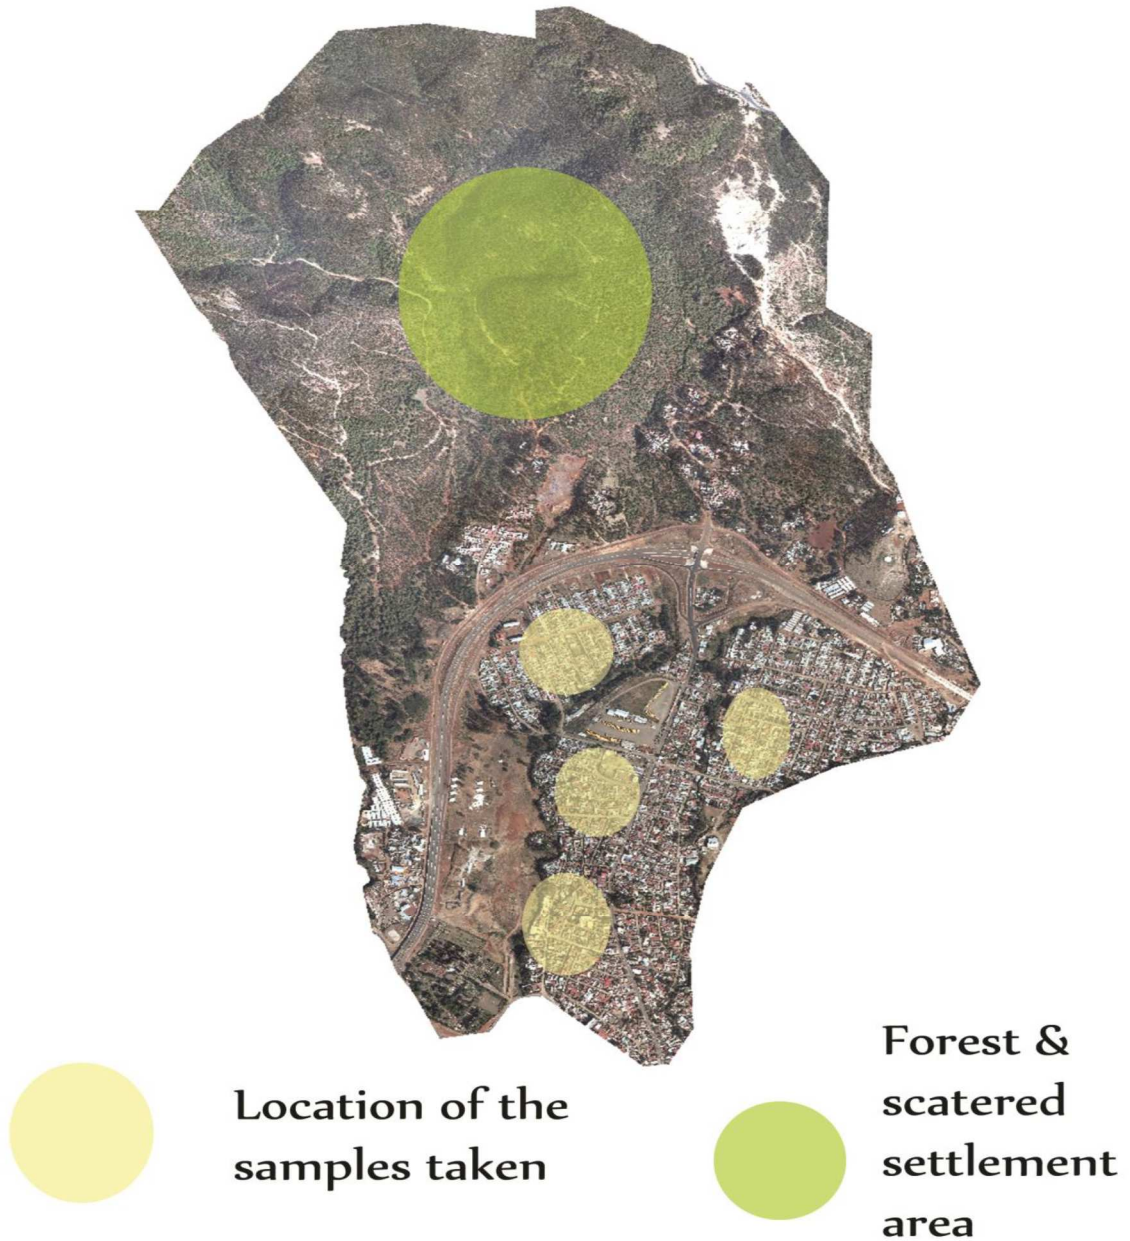 Location of the
samples taken
Forest &
scatered
settlement
area